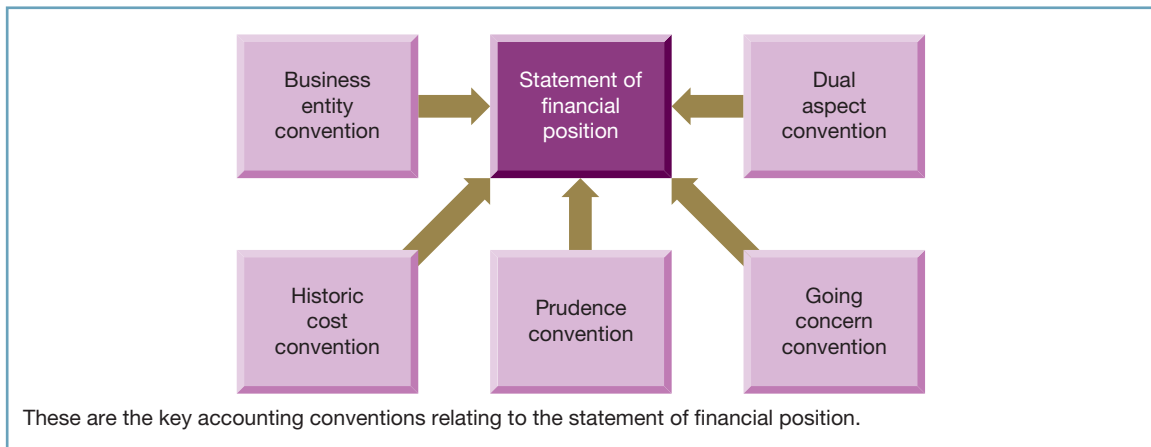 Business
entity
convention
Statement of
financial
position
Dual
aspect
convention
Historic
cost
convention
Prudence
convention
Going
concern
convention
These are the key accounting conventions relating to the statement of financial position.